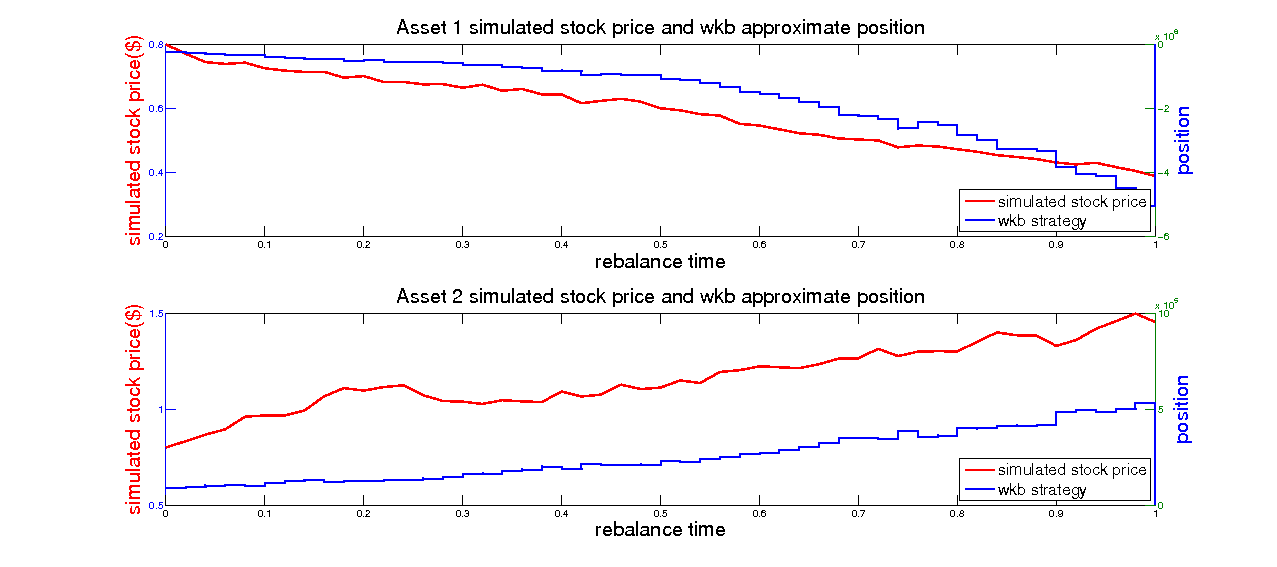 Asset 1 simulated stock price and wkb approximate position
x 10^6
simulated stock price($)
0.8
0.6
0.4
0.2
0
-2
-4
-6
position
simulated stock price
wkb strategy
0 0.1 0.2 0.3 0.4 0.5 0.6 0.7 0.8 0.9 1
rebalance time
Asset 2 simulated stock price and wkb approximate position
x 10^5
simulated stock price($)
1.5
1
0.5
10
5
0
position
simulated stock price
wkb strategy
0 0.1 0.2 0.3 0.4 0.5 0.6 0.7 0.8 0.9 1
rebalance time